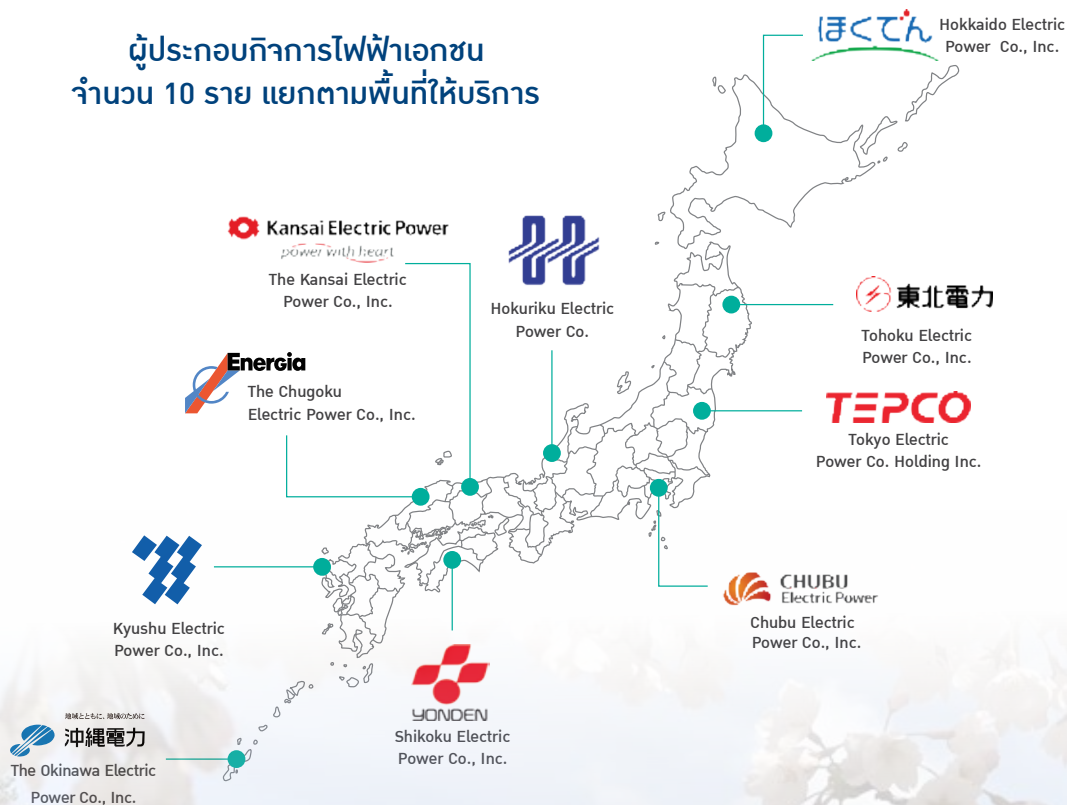 ผู้ประกอบกิจการไฟฟ้าเอกชน
จำนวน 10 ราย แยกตามพื้นที่ให้บริการ
ほくでん
Hokkaido Electric
Power Co., Inc.
Kansai Electric Power
power with heart
The Kansai Electric
Power Co., Inc.
Hokuriku Electric
Power Co.
東北電力
Tohoku Electric
Power Co., Inc.
Energia
The Chugoku
Electric Power Co., Inc.
TEPCO
Tokyo Electric
Power Co. Holding Inc.
Kyushu Electric
Power Co., Inc.
CHUBU
Electric Power
Chubu Electric
Power Co., Inc.
YONDEN
Shikoku Electric
Power Co., Inc.
地域とともに、地域のために
沖縄電力
The Okinawa Electric
Power Co., Inc.